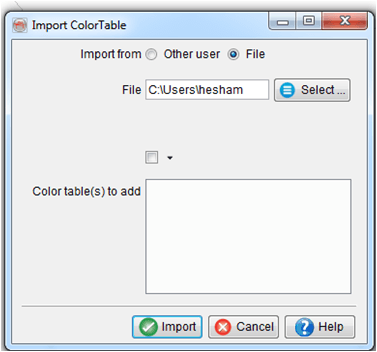 Import ColorTable
Import from Other user File
File C:\Users\hesham Select ...
Color table(s) to add
Import Cancel Help